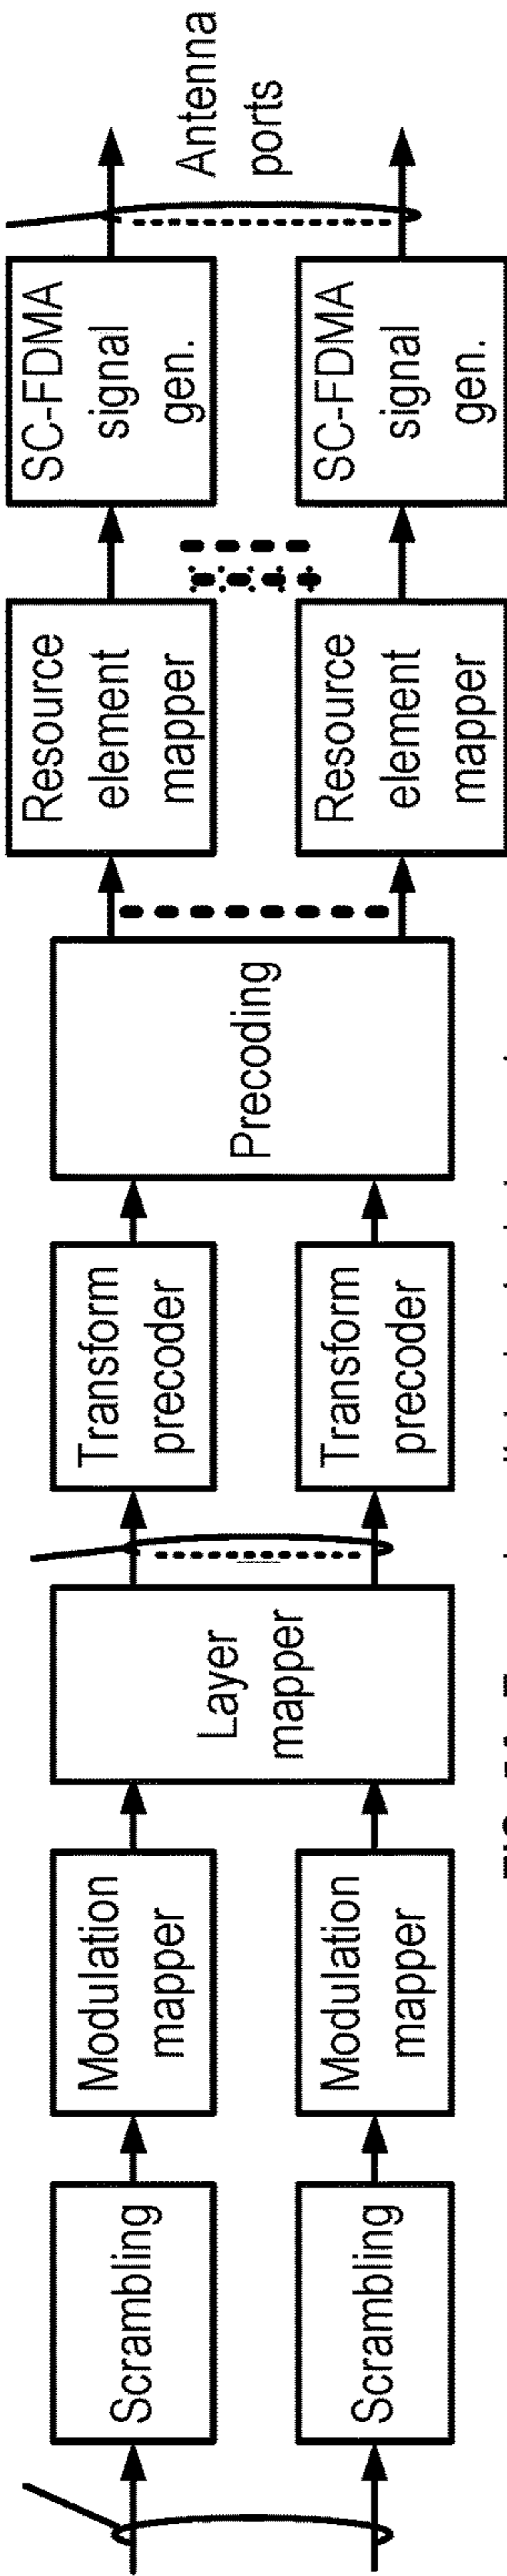 Scrambling
Scrambling
Modulation
mapper
Modulation
mapper
Layer
mapper
Transform
precoder
Transform
precoder
Precoding
Resource
element
mapper
Resource
element
mapper
SC-FDMA
signal
gen.
SC-FDMA
signal
gen.
Antenna
ports